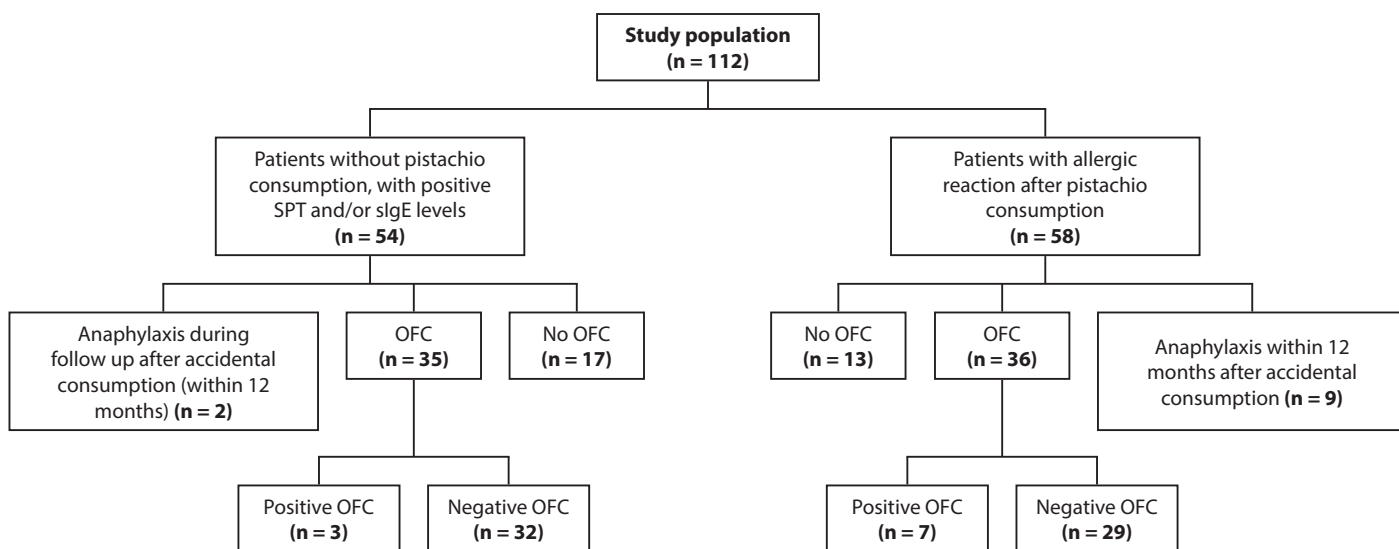 Study population
(n = 112)
Patients without pistachio
consumption, with positive
SPT and/or sIgE levels
(n = 54)
Patients with allergic
reaction after pistachio
consumption
(n = 58)
Anaphylaxis during
follow up after accidental
consumption (within 12
months) (n = 2)
OFC
(n = 35)
No OFC
(n = 17)
No OFC
(n = 13)
OFC
(n = 36)
Anaphylaxis within 12
months after accidental
consumption (n = 9)
Positive OFC
(n = 3)
Negative OFC
(n = 32)
Positive OFC
(n = 7)
Negative OFC
(n = 29)